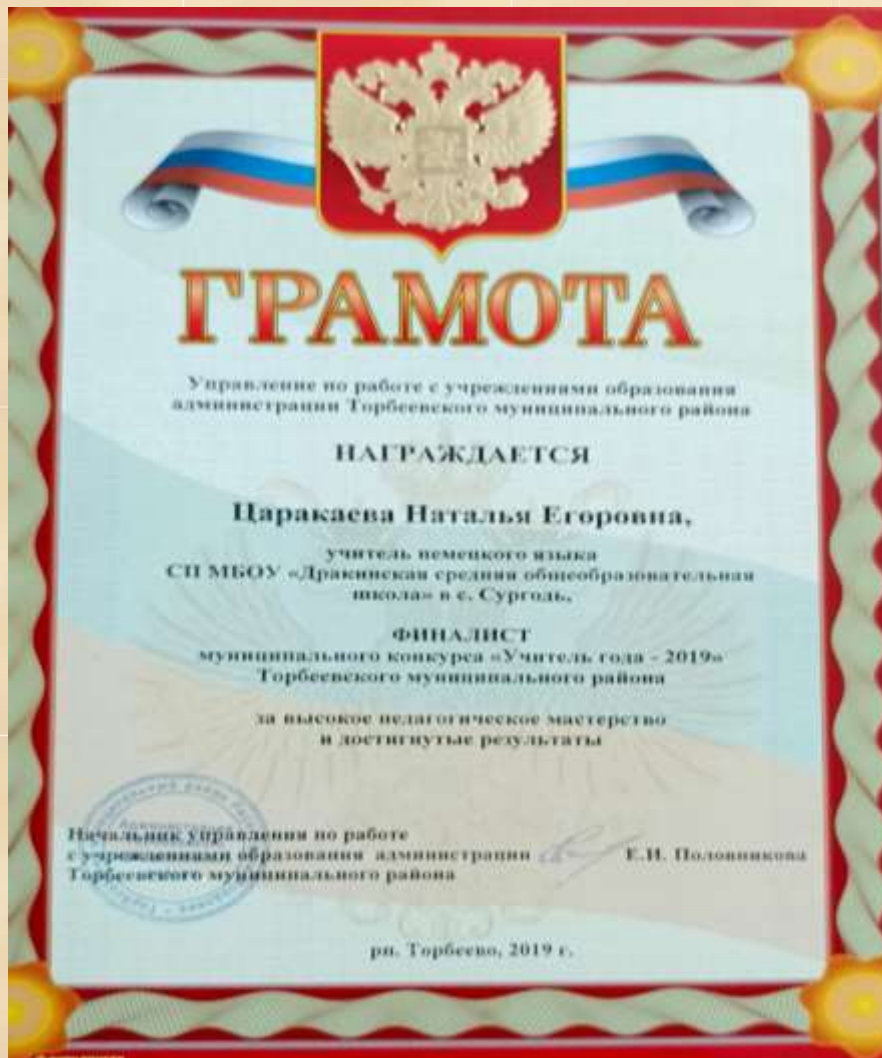 ГРАМОТА
Управление по работе с учреждениями образования
администрации Торбеевского муниципального района
НАГРАЖДАЕТСЯ
Царакаева Наталья Егоровна,
учитель немецкого языка
СП МБОУ «Дракинская средняя общеобразовательная
школа» в с. Сургодь,
ФИНАЛИСТ
муниципального конкурса «Учитель года - 2019»
Торбеевского муниципального района
за высокое педагогическое мастерство
и достигнутые результаты
Начальник управления по работе
с учреждениями образования администрации Е.И. Половникова
Торбеевского муниципального района
рп. Торбеево, 2019 г.